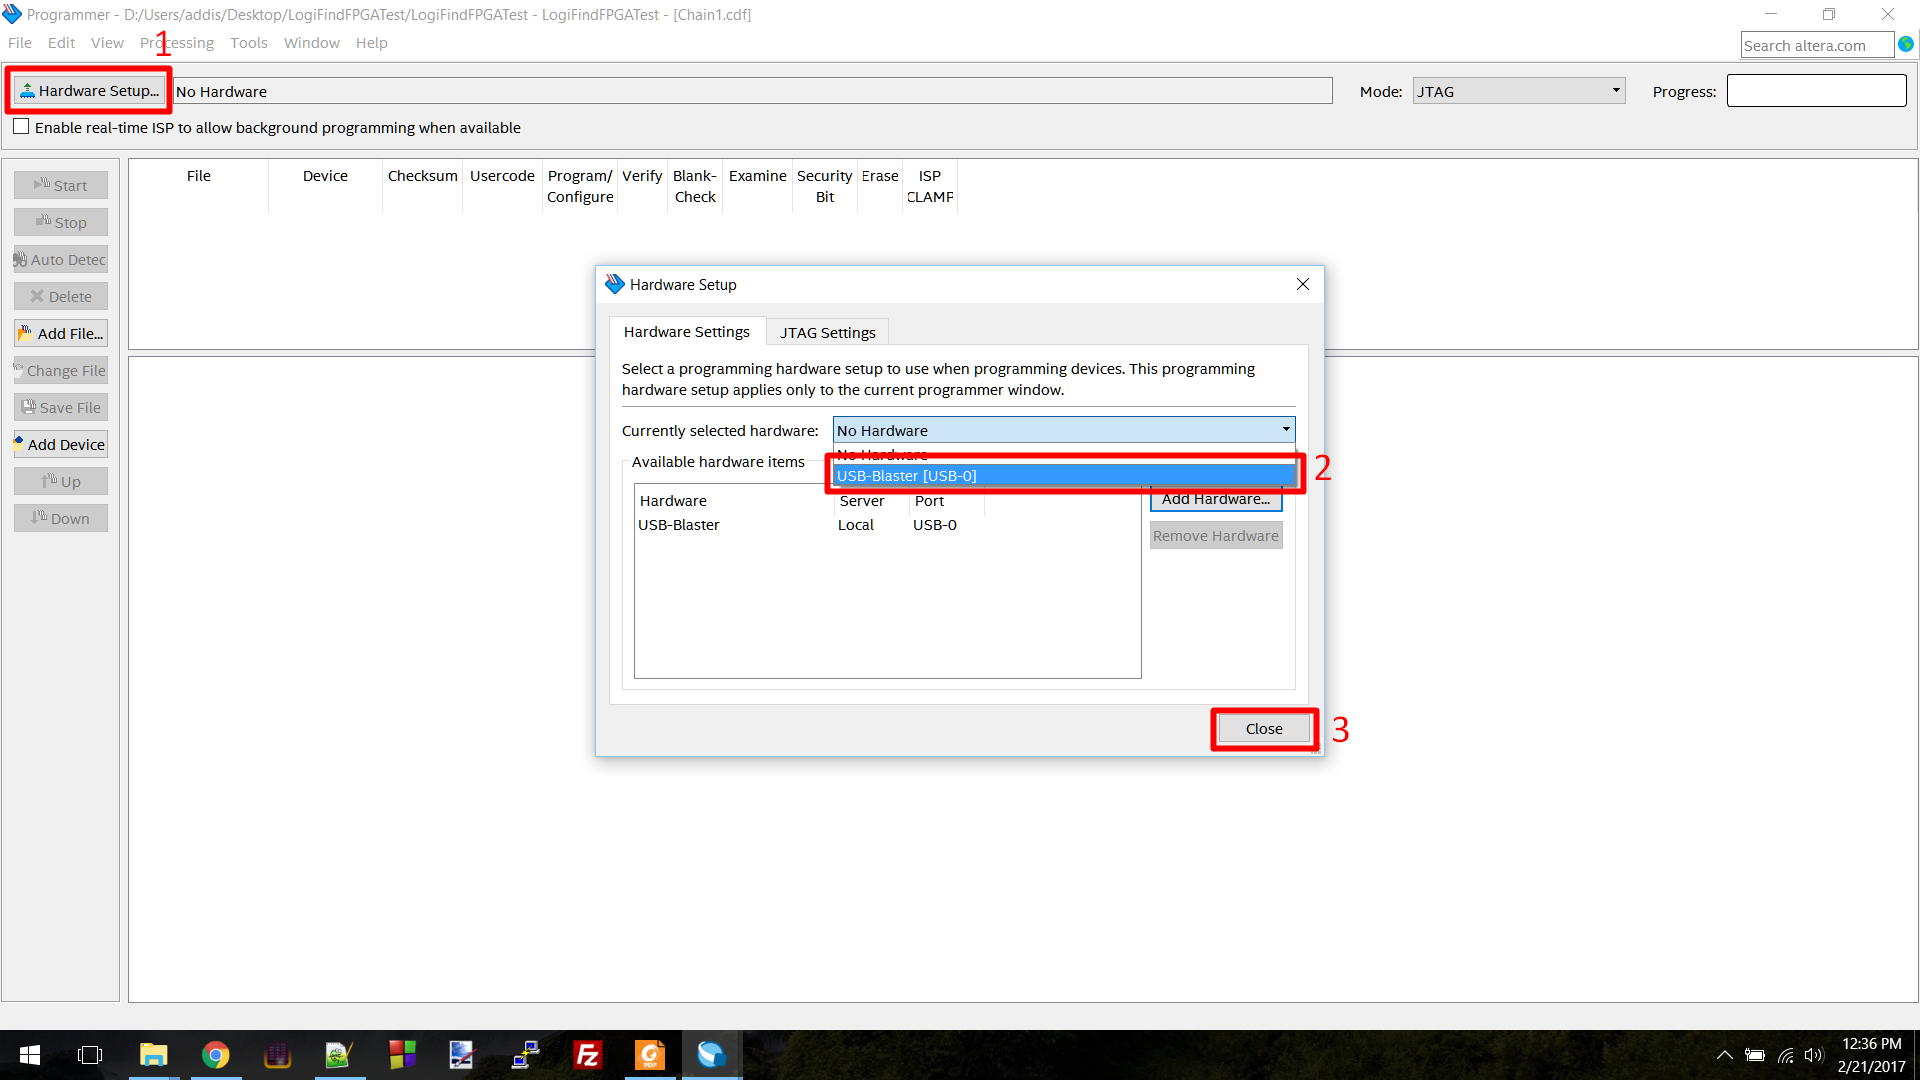 Programmer - D:/Users/addis/Desktop/LogiFindFPGATest/LogiFindFPGATest - LogiFindFPGATest - [Chain1.cdf]
File Edit View Processing Tools Window Help
1
Search altera.com
Hardware Setup... No Hardware Mode: JTAG Progress:
Enable real-time ISP to allow background programming when available
File Device Checksum Usercode Program/ Verify Blank- Examine Security Erase ISP
Configure Check Bit CLAMP
Start
Stop
Auto Detec
Delete
Add File...
Change File
Save File
Add Device
Up
Down
Hardware Setup
Hardware Settings JTAG Settings
Select a programming hardware setup to use when programming devices. This programming
hardware setup applies only to the current programmer window.
Currently selected hardware: No Hardware
No Hardware
Available hardware items
USB-Blaster [USB-0]
2
Hardware Server Port
Add Hardware...
USB-Blaster Local USB-0
Remove Hardware
Close
3
Fz
G
PDF
12:36 PM
2/21/2017